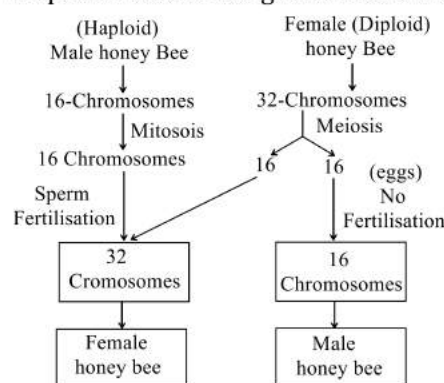 (Haploid)
Male honey Bee
Female (Diploid)
honey Bee
16-Chromosomes
32-Chromosomes
Mitosois
Meiosis
16 Chromosomes
16
16
(eggs)
No
Fertilisation
Sperm
Fertilisation
32
Cromosomes
16
Chromosomes
Female
honey bee
Male
honey bee